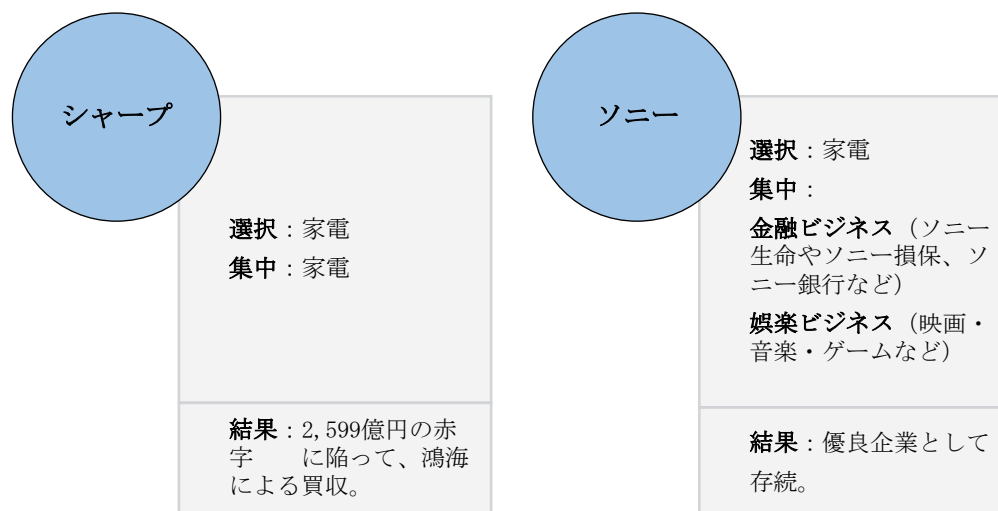 シャープ
選択：家電
集中：家電
結果：2,599億円の赤
字　　に陥って、鴻海
による買収。
ソニー
選択：家電
集中：
金融ビジネス（ソニー
生命やソニー損保、ソ
ニー銀行など）
娯楽ビジネス（映画・
音楽・ゲームなど）
結果：優良企業として
存続。